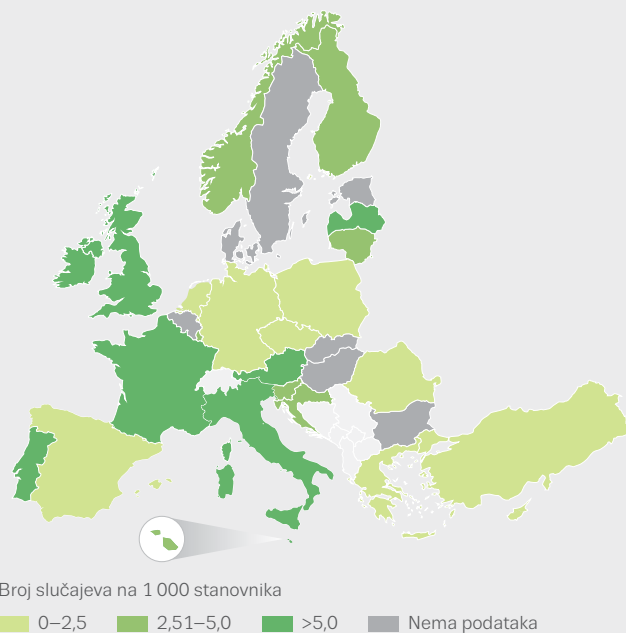 Broj slučajeva na 1 000 stanovnika
0–2,5 2,51–5,0 >5,0 Nema podataka